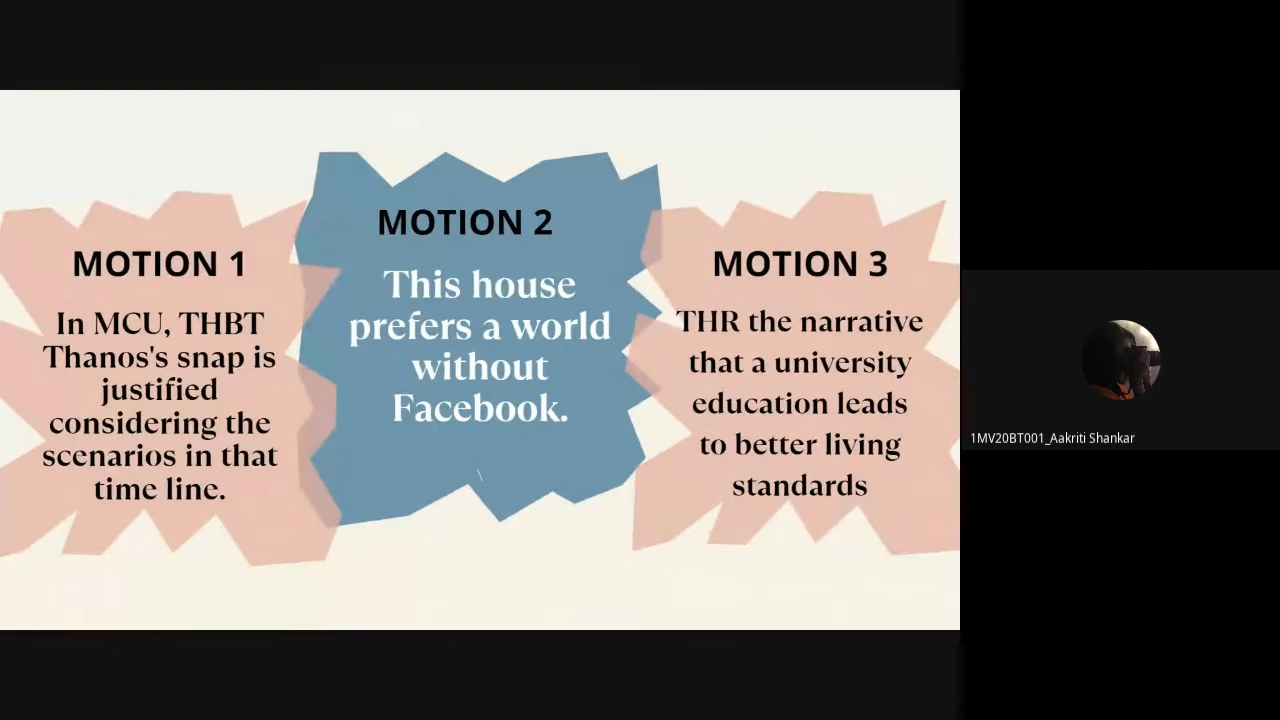 MOTION 1
In MCU, THBT
Thanos's snap is
justified
considering the
scenarios in that
time line.
MOTION 2
This house
prefers a world
without
Facebook.
MOTION 3
THR the narrative
that a university
education leads
to better living
standards
1MV20BT001_Aakriti Shankar